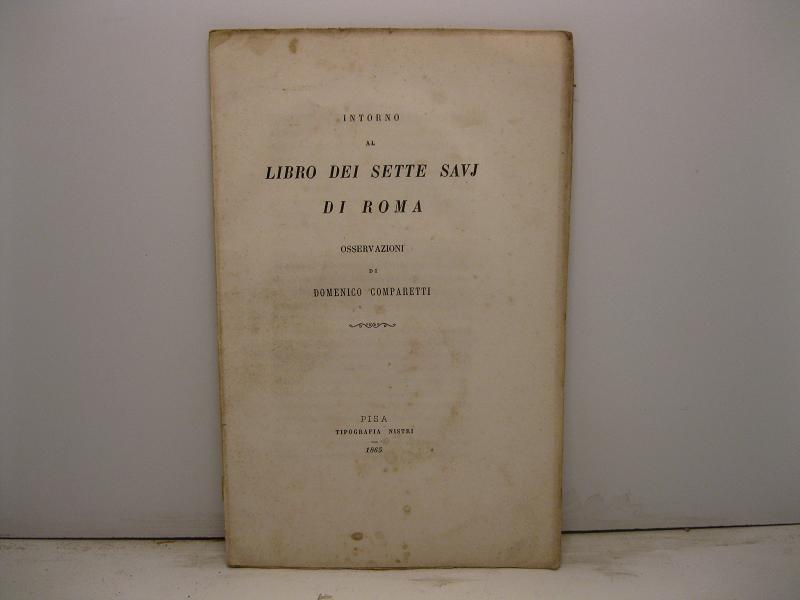 INTORNO
AL
LIBRO DEI SETTE SAVJ
DI ROMA
OSSERVAZIONI
DI
DOMENICO COMPARETTI
PISA
TIPOGRAFIA NISTRI
1865